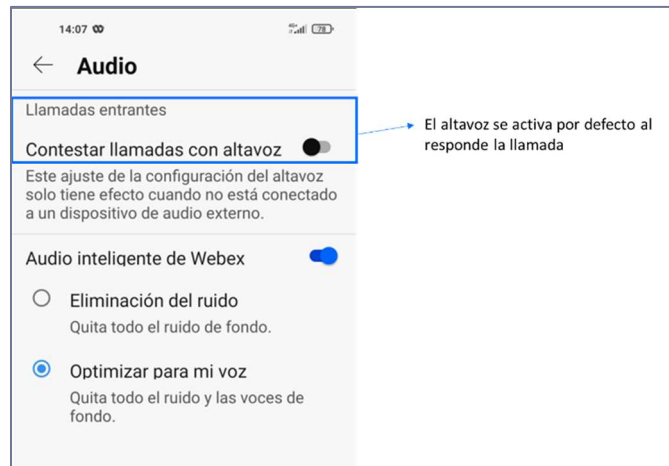 14:07
4G+
78
Audio
Llamadas entrantes
Contestar llamadas con altavoz
Este ajuste de la configuración del altavoz
solo tiene efecto cuando no está conectado
a un dispositivo de audio externo.
Audio inteligente de Webex
Eliminación del ruido
Quita todo el ruido de fondo.
Optimizar para mi voz
Quita todo el ruido y las voces de
fondo.
El altavoz se activa por defecto al
responde la llamada